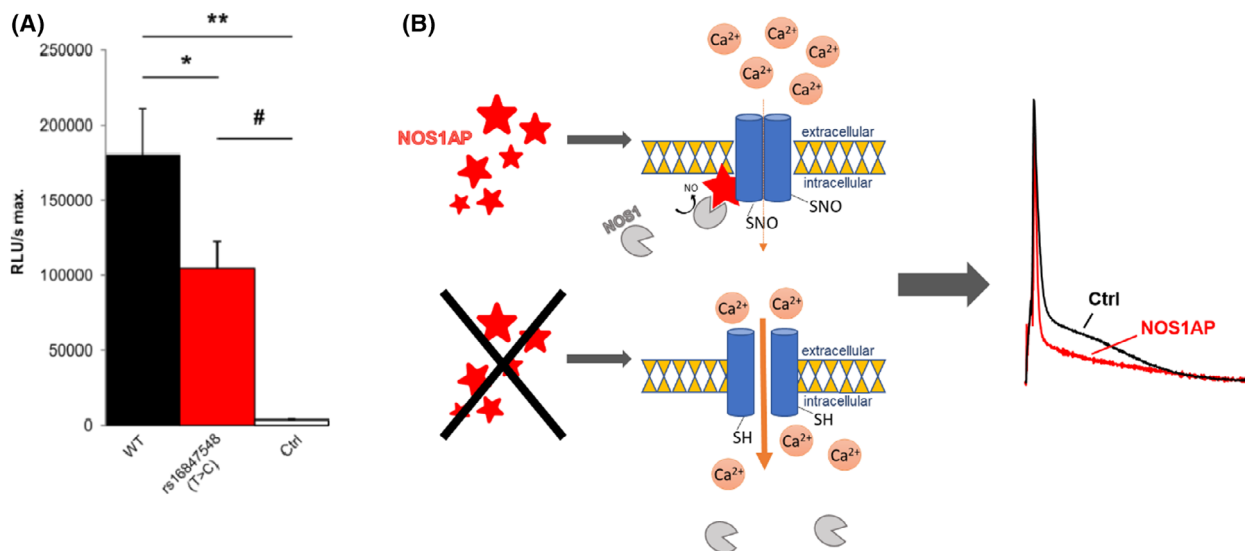 (A)
**
*
#
250000
200000
150000
100000
50000
0
RLU/s max.
WT
rs16847548
(T>C)
Ctrl
(B)
Ca2+
Ca2+
Ca2+
Ca2+
Ca2+
NOS1AP
extracellular
intracellular
NO
NOS1
SNO
SNO
Ca2+
Ca2+
extracellular
intracellular
SH
SH
Ca2+
Ca2+
Ca2+
Ctrl
NOS1AP